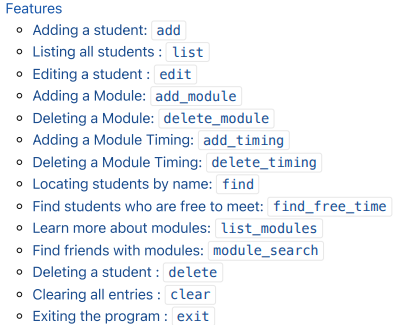 Features
Adding a student: add
Listing all students : list
Editing a student : edit
Adding a Module: add_module
Deleting a Module: delete_module
Adding a Module Timing: add_timing
Deleting a Module Timing: delete_timing
Locating students by name: find
Find students who are free to meet: find_free_time
Learn more about modules: list_modules
Find friends with modules: module_search
Deleting a student : delete
Clearing all entries : clear
Exiting the program : exit